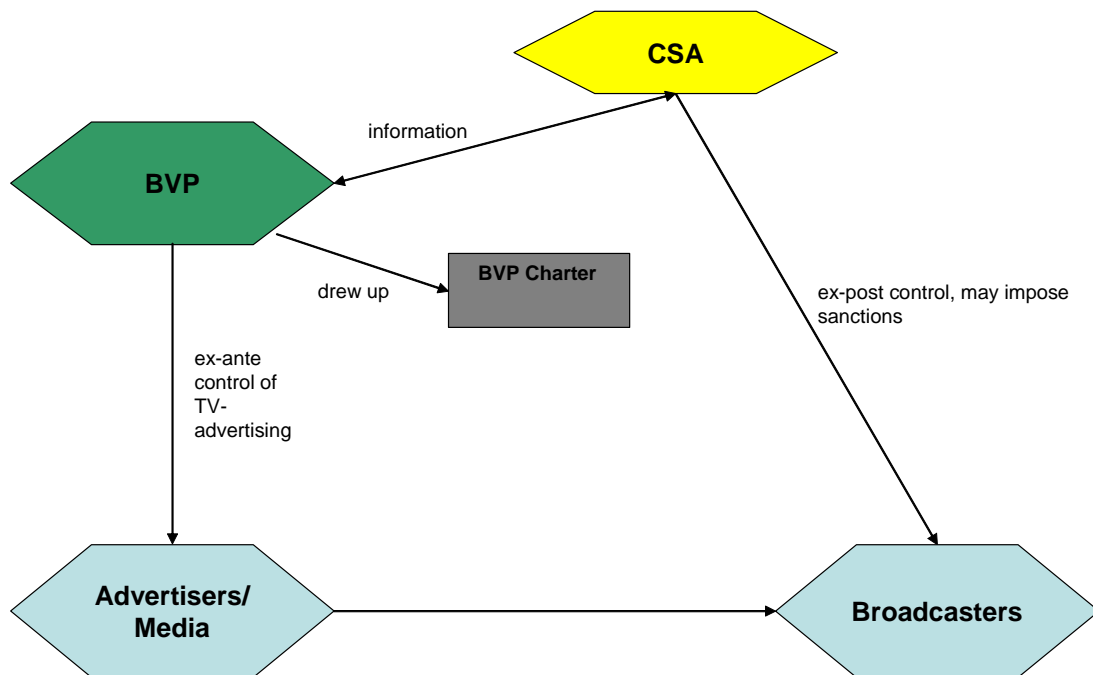 CSA
information
BVP
BVP Charter
drew up
ex-post control, may impose
sanctions
ex-ante
control of
TV-
advertising
Advertisers/
Media
Broadcasters